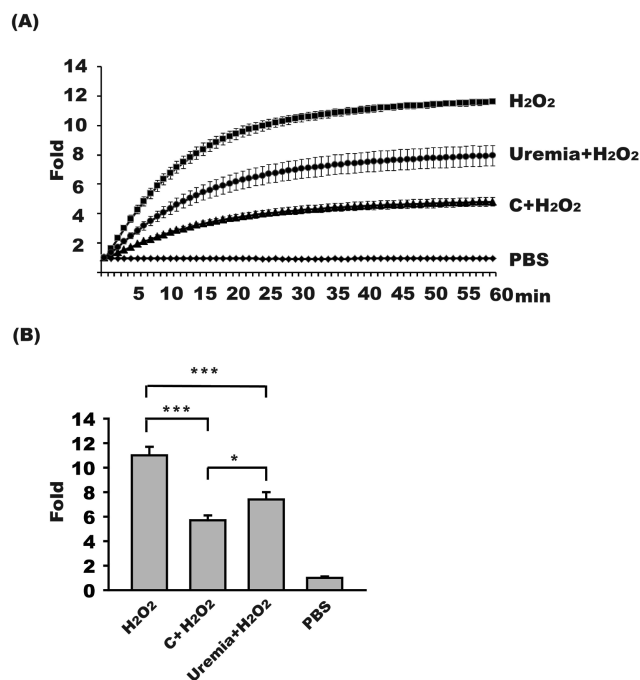 (A)
14
12
10
8
6
4
2
Fold
H₂O₂
Uremia+H₂O₂
C+H₂O₂
PBS
5 10 15 20 25 30 35 40 45 50 55 60 min
(B)
***
***
*
14
12
10
8
6
4
2
0
Fold
H₂O₂
C+ H₂O₂
Uremia+H₂O₂
PBS